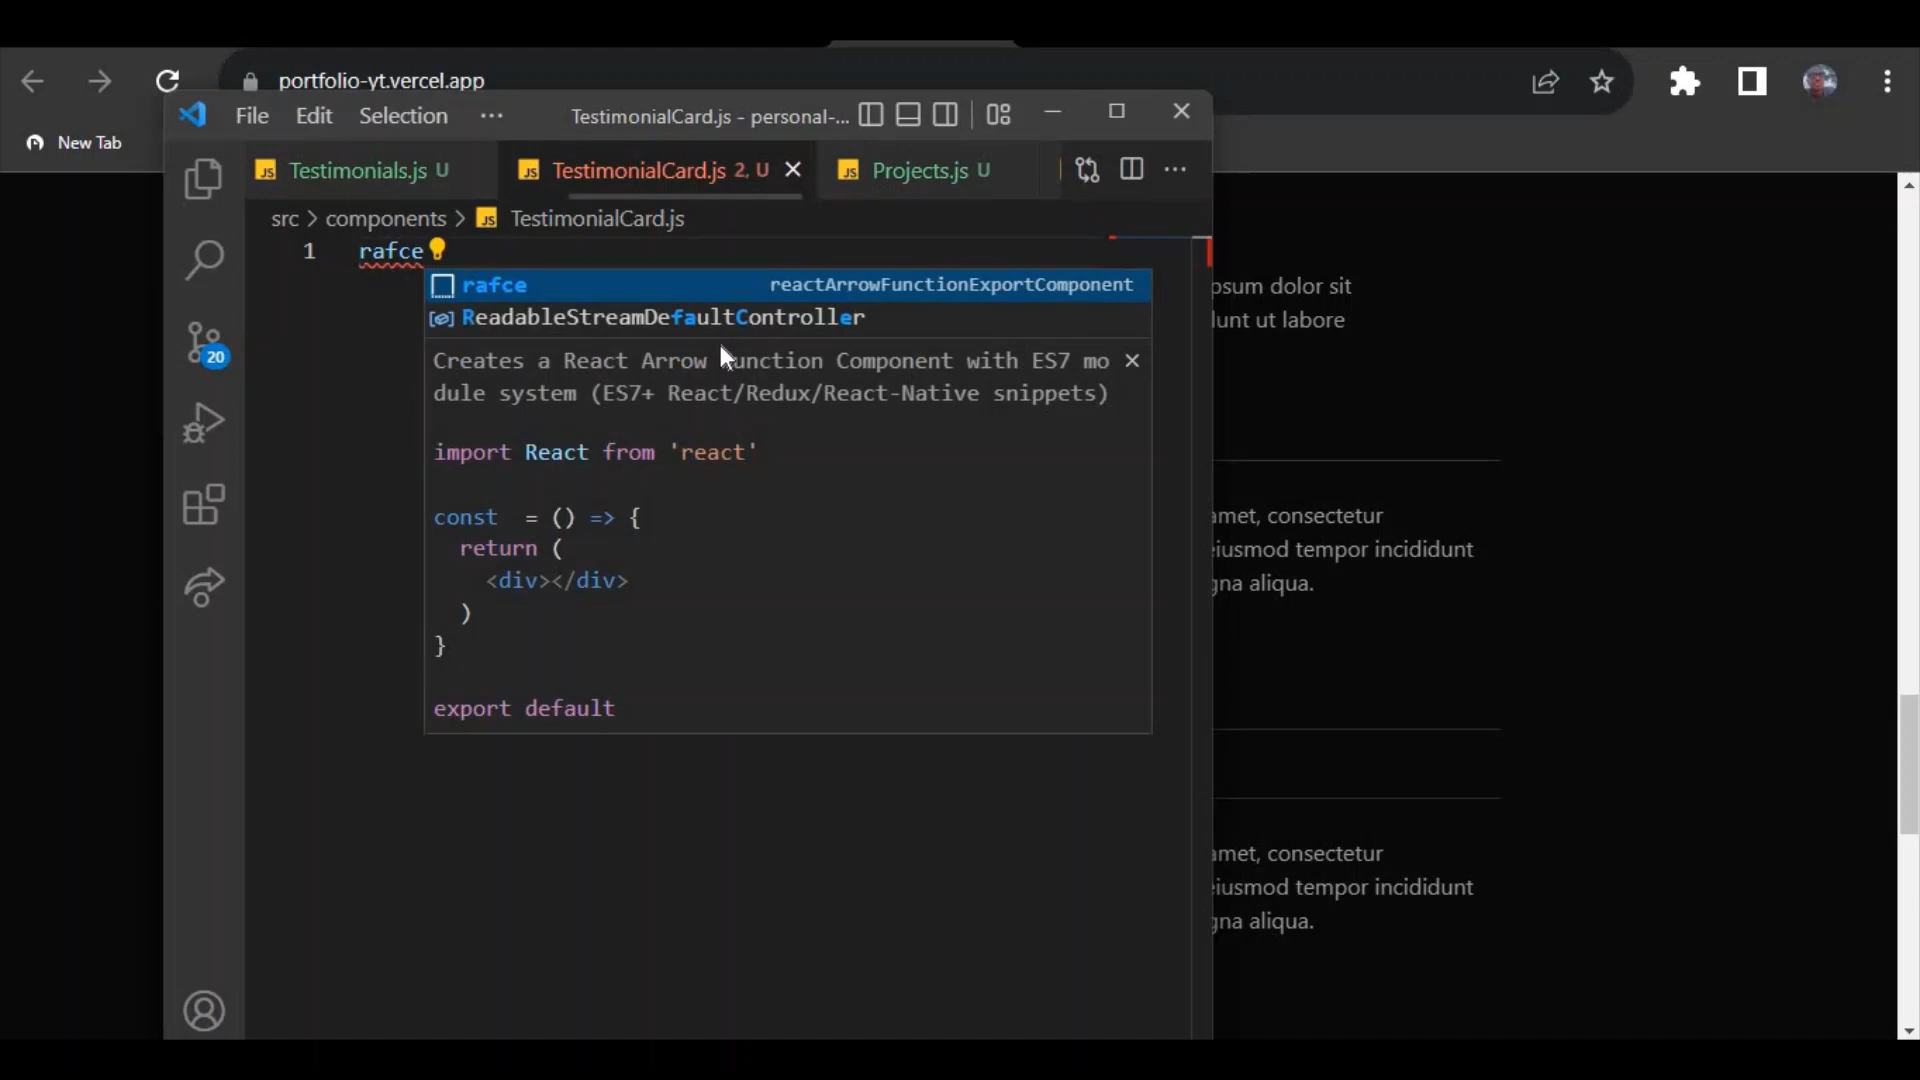 portfolio-yt.vercel.app
New Tab
File Edit Selection ··· TestimonialCard.js - personal-...
Testimonials.js U TestimonialCard.js 2, U Projects.js U ···
src > components > JS TestimonialCard.js
1 rafce
rafce reactArrowFunctionExportComponent
ReadableStreamDefaultController
Creates a React Arrow Function Component with ES7 mo
dule system (ES7+ React/Redux/React-Native snippets)
import React from 'react'
const = () => {
return (
<div></div>
)
}
export default
20
psum dolor sit
dunt ut labore
amet, consectetur
eiusmod tempor incididunt
gna aliqua.
amet, consectetur
eiusmod tempor incididunt
gna aliqua.